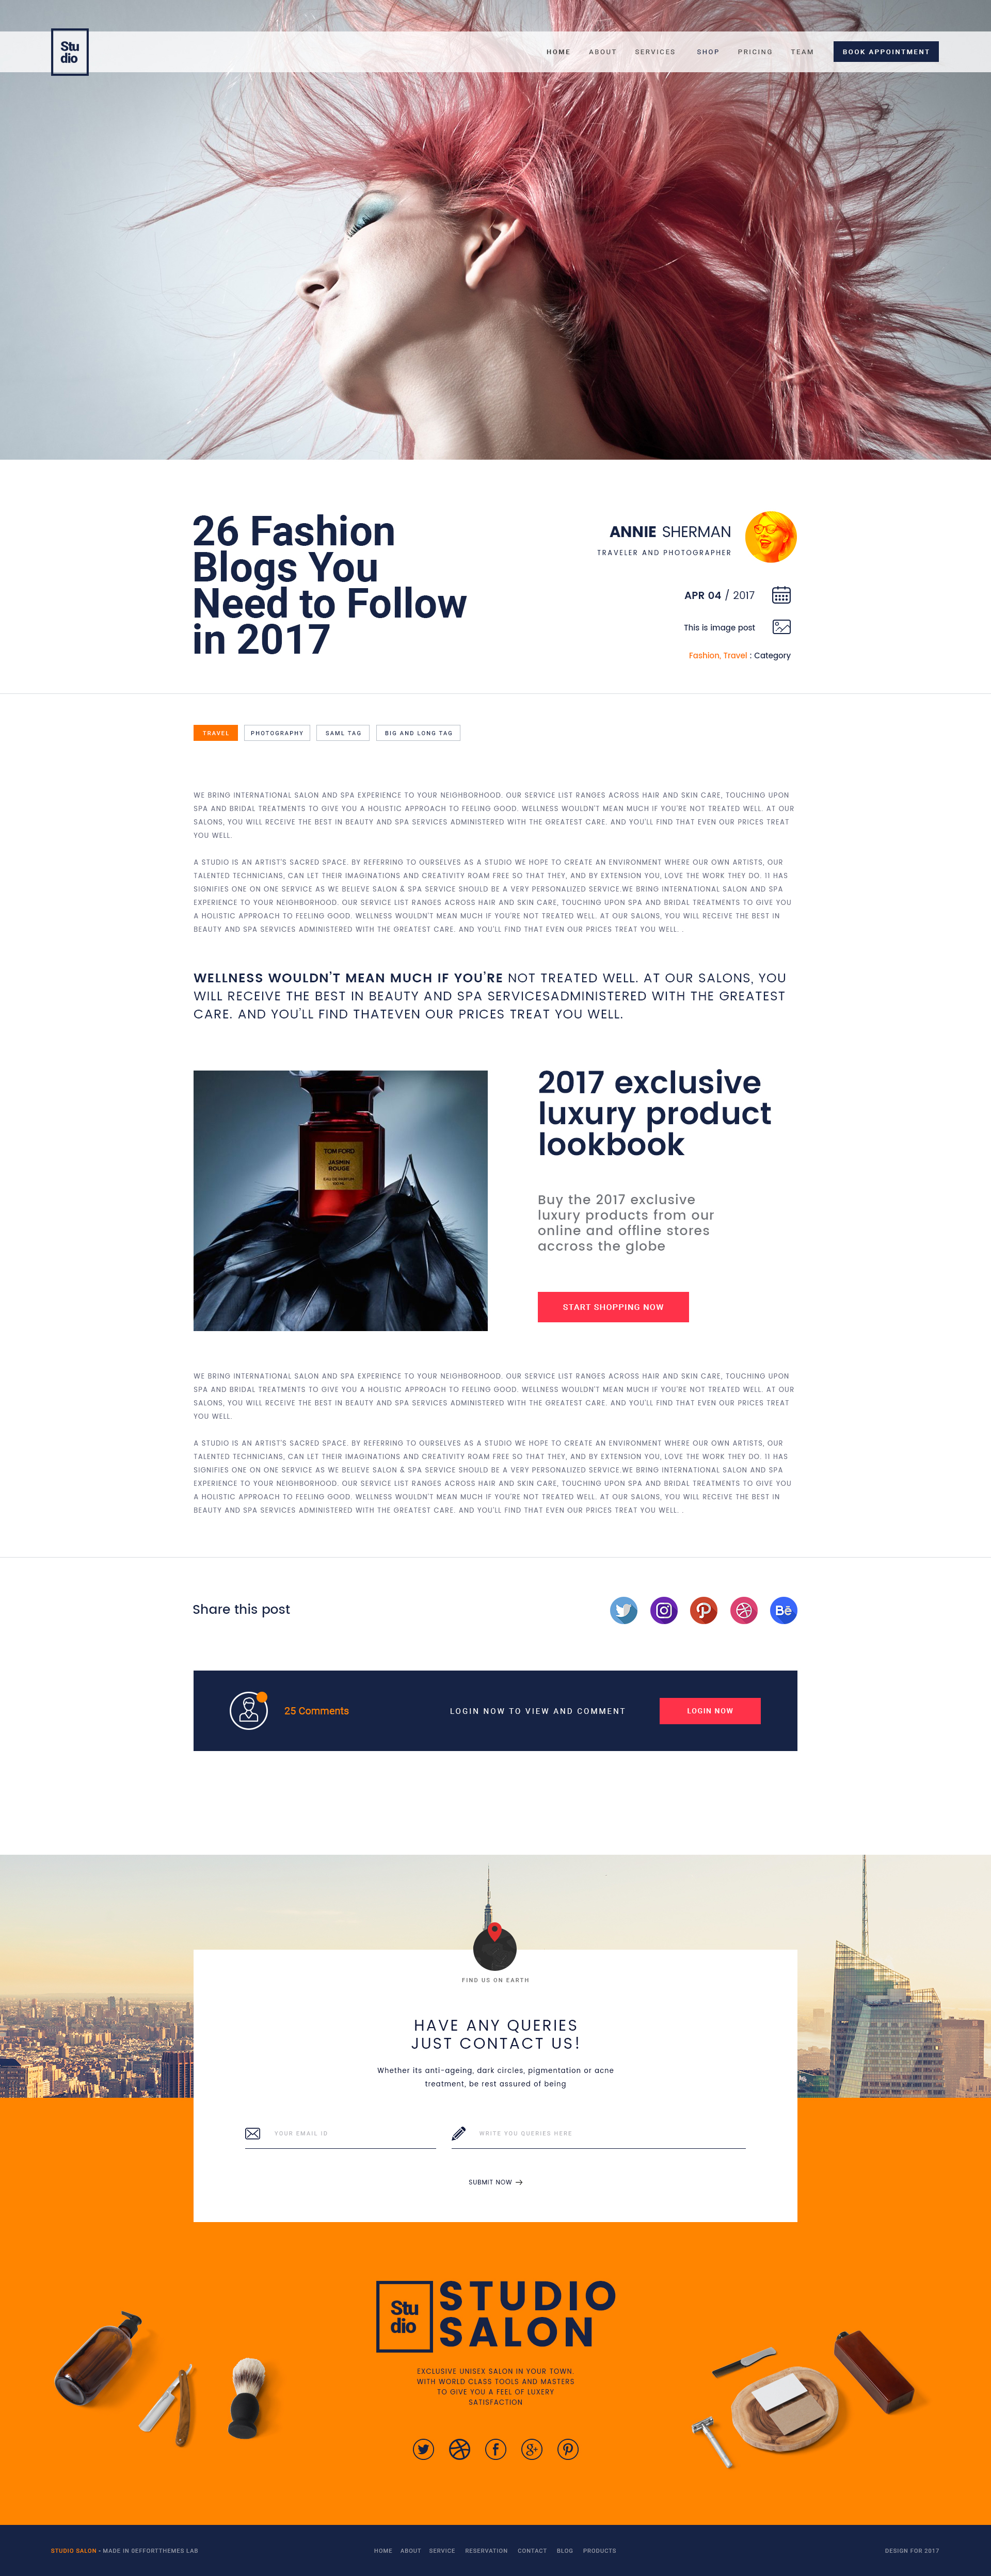 Stu
dio
HOME ABOUT SERVICES SHOP PRICING TEAM BOOK APPOINTMENT
26 Fashion
Blogs You
Need to Follow
in 2017
ANNIE SHERMAN
TRAVELER AND PHOTOGRAPHER
APR 04 / 2017
This is image post
Fashion, Travel : Category
TRAVEL PHOTOGRAPHY SAML TAG BIG AND LONG TAG
WE BRING INTERNATIONAL SALON AND SPA EXPERIENCE TO YOUR NEIGHBORHOOD. OUR SERVICE LIST RANGES ACROSS HAIR AND SKIN CARE, TOUCHING UPON
SPA AND BRIDAL TREATMENTS TO GIVE YOU A HOLISTIC APPROACH TO FEELING GOOD. WELLNESS WOULDN'T MEAN MUCH IF YOU'RE NOT TREATED WELL. AT OUR
SALONS, YOU WILL RECEIVE THE BEST IN BEAUTY AND SPA SERVICES ADMINISTERED WITH THE GREATEST CARE. AND YOU'LL FIND THAT EVEN OUR PRICES TREAT
YOU WELL.
A STUDIO IS AN ARTIST'S SACRED SPACE. BY REFERRING TO OURSELVES AS A STUDIO WE HOPE TO CREATE AN ENVIRONMENT WHERE OUR OWN ARTISTS, OUR
TALENTED TECHNICIANS, CAN LET THEIR IMAGINATIONS AND CREATIVITY ROAM FREE SO THAT THEY, AND BY EXTENSION YOU, LOVE THE WORK THEY DO. 11 HAS
SIGNIFIES ONE ON ONE SERVICE AS WE BELIEVE SALON & SPA SERVICE SHOULD BE A VERY PERSONALIZED SERVICE.WE BRING INTERNATIONAL SALON AND SPA
EXPERIENCE TO YOUR NEIGHBORHOOD. OUR SERVICE LIST RANGES ACROSS HAIR AND SKIN CARE, TOUCHING UPON SPA AND BRIDAL TREATMENTS TO GIVE YOU
A HOLISTIC APPROACH TO FEELING GOOD. WELLNESS WOULDN'T MEAN MUCH IF YOU'RE NOT TREATED WELL. AT OUR SALONS, YOU WILL RECEIVE THE BEST IN
BEAUTY AND SPA SERVICES ADMINISTERED WITH THE GREATEST CARE. AND YOU'LL FIND THAT EVEN OUR PRICES TREAT YOU WELL. .
WELLNESS WOULDN'T MEAN MUCH IF YOU'RE NOT TREATED WELL. AT OUR SALONS, YOU
WILL RECEIVE THE BEST IN BEAUTY AND SPA SERVICESADMINISTERED WITH THE GREATEST
CARE. AND YOU'LL FIND THATEVEN OUR PRICES TREAT YOU WELL.
TOM FORD
JASMIN
ROUGE
EAU DE PARFUM
2017 exclusive
luxury product
lookbook
Buy the 2017 exclusive
luxury products from our
online and offline stores
accross the globe
START SHOPPING NOW
WE BRING INTERNATIONAL SALON AND SPA EXPERIENCE TO YOUR NEIGHBORHOOD. OUR SERVICE LIST RANGES ACROSS HAIR AND SKIN CARE, TOUCHING UPON
SPA AND BRIDAL TREATMENTS TO GIVE YOU A HOLISTIC APPROACH TO FEELING GOOD. WELLNESS WOULDN'T MEAN MUCH IF YOU'RE NOT TREATED WELL. AT OUR
SALONS, YOU WILL RECEIVE THE BEST IN BEAUTY AND SPA SERVICES ADMINISTERED WITH THE GREATEST CARE. AND YOU'LL FIND THAT EVEN OUR PRICES TREAT
YOU WELL.
A STUDIO IS AN ARTIST'S SACRED SPACE. BY REFERRING TO OURSELVES AS A STUDIO WE HOPE TO CREATE AN ENVIRONMENT WHERE OUR OWN ARTISTS, OUR
TALENTED TECHNICIANS, CAN LET THEIR IMAGINATIONS AND CREATIVITY ROAM FREE SO THAT THEY, AND BY EXTENSION YOU, LOVE THE WORK THEY DO. 11 HAS
SIGNIFIES ONE ON ONE SERVICE AS WE BELIEVE SALON & SPA SERVICE SHOULD BE A VERY PERSONALIZED SERVICE.WE BRING INTERNATIONAL SALON AND SPA
EXPERIENCE TO YOUR NEIGHBORHOOD. OUR SERVICE LIST RANGES ACROSS HAIR AND SKIN CARE, TOUCHING UPON SPA AND BRIDAL TREATMENTS TO GIVE YOU
A HOLISTIC APPROACH TO FEELING GOOD. WELLNESS WOULDN'T MEAN MUCH IF YOU'RE NOT TREATED WELL. AT OUR SALONS, YOU WILL RECEIVE THE BEST IN
BEAUTY AND SPA SERVICES ADMINISTERED WITH THE GREATEST CARE. AND YOU'LL FIND THAT EVEN OUR PRICES TREAT YOU WELL. .
Share this post
Bē
25 Comments
LOGIN NOW TO VIEW AND COMMENT
LOGIN NOW
FIND US ON EARTH
HAVE ANY QUERIES
JUST CONTACT US!
Whether its anti-ageing, dark circles, pigmentation or acne
treatment, be rest assured of being
YOUR EMAIL ID
WRITE YOU QUERIES HERE
SUBMIT NOW
Stu
dio
STUDIO
SALON
EXCLUSIVE UNISEX SALON IN YOUR TOWN.
WITH WORLD CLASS TOOLS AND MASTERS
TO GIVE YOU A FEEL OF LUXERY
SATISFACTION
STUDIO SALON - MADE IN 0EFFORTTHEMES LAB
HOME ABOUT SERVICE RESERVATION CONTACT BLOG PRODUCTS
DESIGN FOR 2017